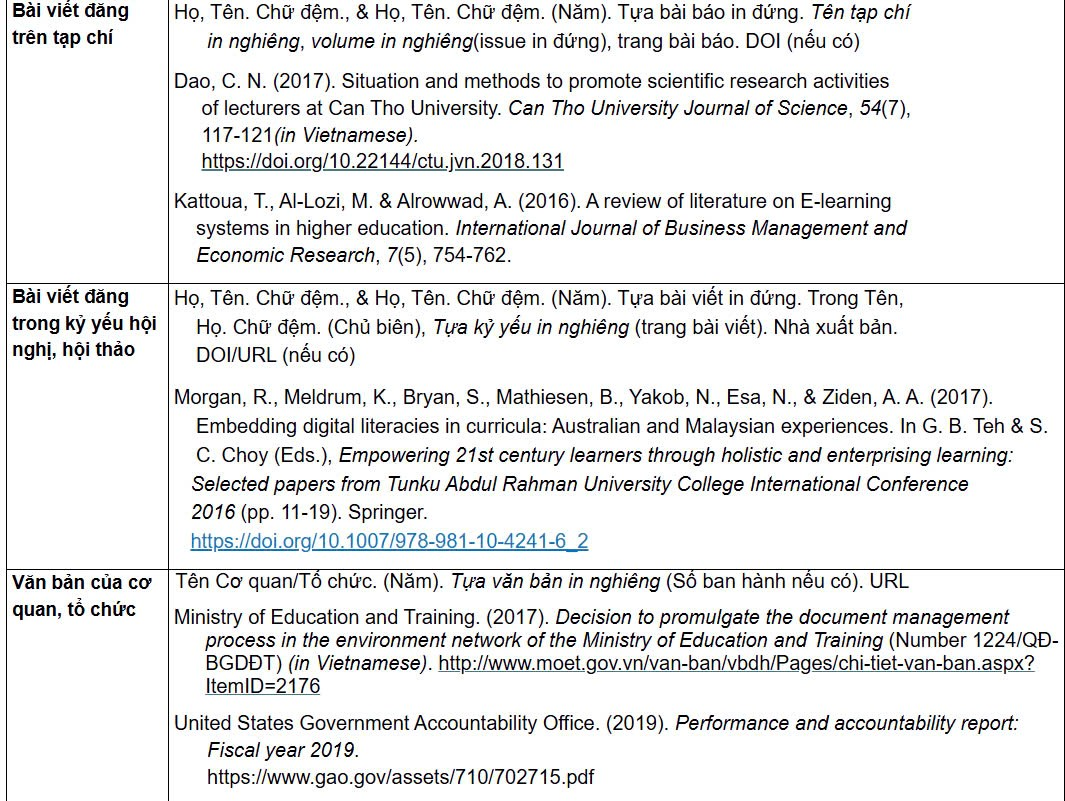 Bài viết đăng
trên tạp chí
Họ, Tên. Chữ đệm., & Họ, Tên. Chữ đệm. (Năm). Tựa bài báo in đứng. Tên tạp chí
in nghiêng, volume in nghiêng(issue in đứng), trang bài báo. DOI (nếu có)
Dao, C. N. (2017). Situation and methods to promote scientific research activities
of lecturers at Can Tho University. Can Tho University Journal of Science, 54(7),
117-121(in Vietnamese).
https://doi.org/10.22144/ctu.jvn.2018.131
Kattoua, T., Al-Lozi, M. & Alrowwad, A. (2016). A review of literature on E-learning
systems in higher education. International Journal of Business Management and
Economic Research, 7(5), 754-762.
Bài viết đăng
trong kỷ yếu hội
nghị, hội thảo
Họ, Tên. Chữ đệm., & Họ, Tên. Chữ đệm. (Năm). Tựa bài viết in đứng. Trong Tên,
Họ. Chữ đệm. (Chủ biên), Tựa kỷ yếu in nghiêng (trang bài viết). Nhà xuất bản.
DOI/URL (nếu có)
Morgan, R., Meldrum, K., Bryan, S., Mathiesen, B., Yakob, N., Esa, N., & Ziden, A. A. (2017).
Embedding digital literacies in curricula: Australian and Malaysian experiences. In G. B. Teh & S.
C. Choy (Eds.), Empowering 21st century learners through holistic and enterprising learning:
Selected papers from Tunku Abdul Rahman University College International Conference
2016 (pp. 11-19). Springer.
https://doi.org/10.1007/978-981-10-4241-6_2
Văn bản của cơ
quan, tổ chức
Tên Cơ quan/Tổ chức. (Năm). Tựa văn bản in nghiêng (Số ban hành nếu có). URL
Ministry of Education and Training. (2017). Decision to promulgate the document management
process in the environment network of the Ministry of Education and Training (Number 1224/QĐ-
BGDĐT) (in Vietnamese). http://www.moet.gov.vn/van-ban/vbdh/Pages/chi-tiet-van-ban.aspx?
ItemID=2176
United States Government Accountability Office. (2019). Performance and accountability report:
Fiscal year 2019.
https://www.gao.gov/assets/710/702715.pdf